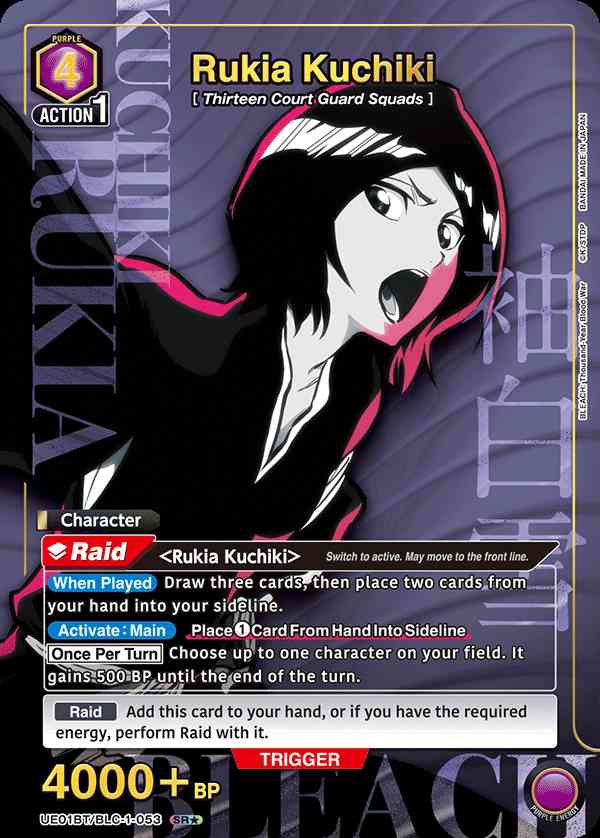 PURPLE
4
ACTION 1
Rukia Kuchiki
[ Thirteen Court Guard Squads ]
KUCHIKI
RUKIA
袖白雪
BLEACH: Thousand-Year Blood War ©K/STDP BANDAI MADE IN JAPAN
Character
Raid <Rukia Kuchiki> Switch to active. May move to the front line.
When Played Draw three cards, then place two cards from
your hand into your sideline.
Activate: Main Place 1 Card From Hand Into Sideline
Once Per Turn Choose up to one character on your field. It
gains 500 BP until the end of the turn.
Raid Add this card to your hand, or if you have the required
energy, perform Raid with it.
TRIGGER
4000+ BP
BLEACH
UE01BT/BLC-1-053 SR★
PURPLE ENERGY